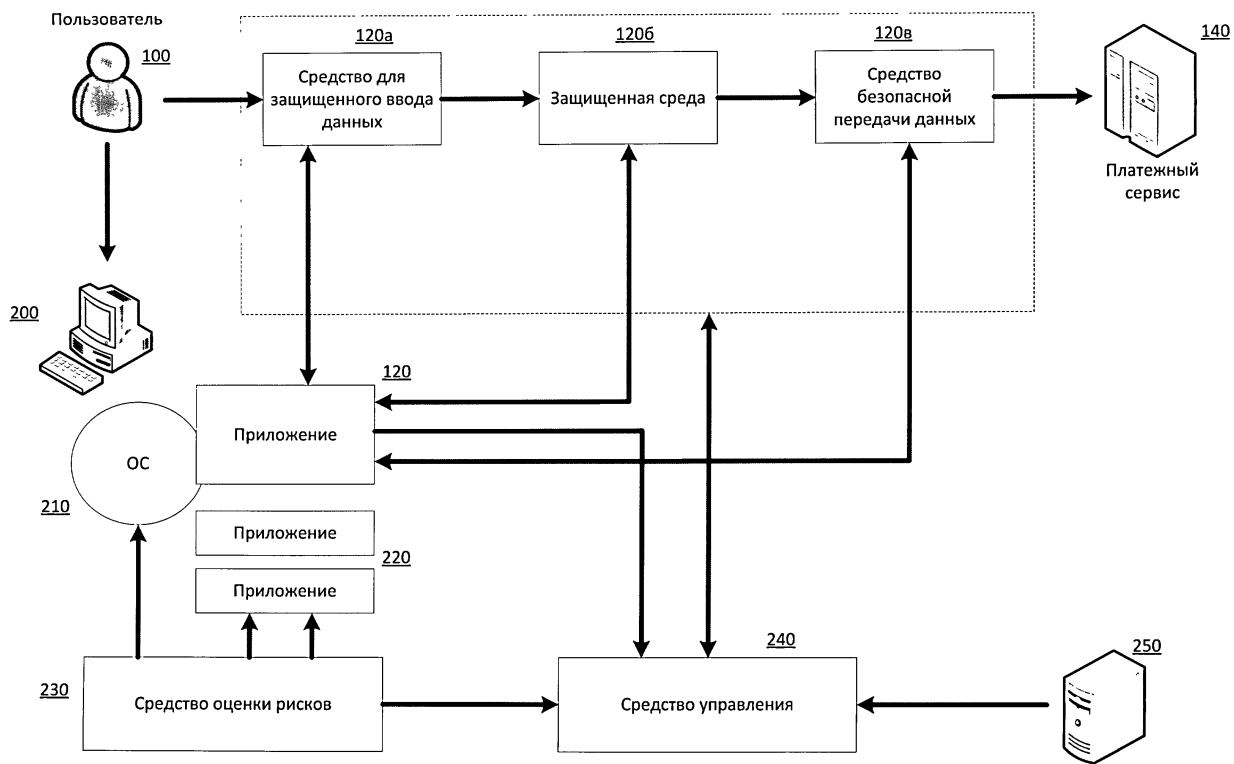 Пользователь
100
120а
Средство для
защищенного ввода
данных
120б
Защищенная среда
120в
Средство
безопасной
передачи данных
140
Платежный
сервис
200
120
Приложение
ОС
210
Приложение
220
Приложение
230
Средство оценки рисков
240
Средство управления
250